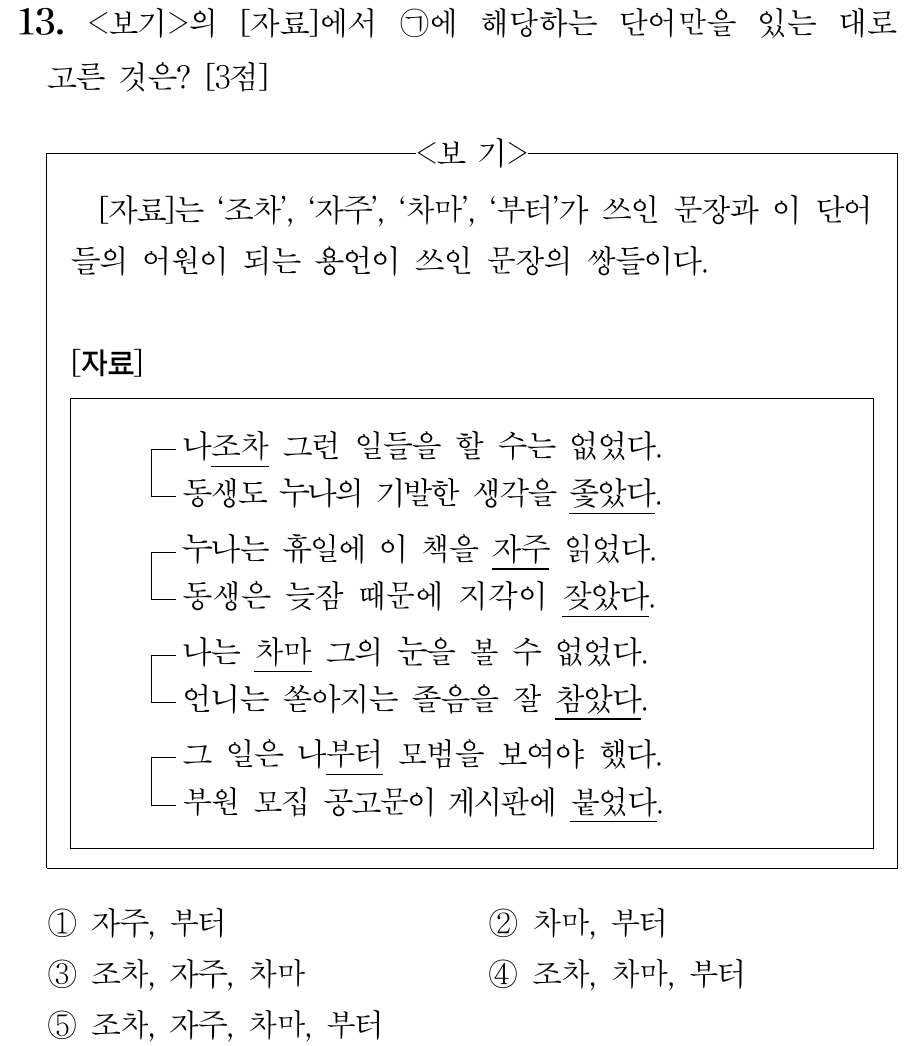 13. <보기>의 [자료]에서 ㉠에 해당하는 단어만을 있는 대로
고른 것은? [3점]
<보 기>
[자료]는 ‘조차’, ‘자주’, ‘차마’, ‘부터’가 쓰인 문장과 이 단어
들의 어원이 되는 용언이 쓰인 문장의 쌍들이다.
[자료]
나조차 그런 일들을 할 수는 없었다.
동생도 누나의 기발한 생각을 좇았다.
누나는 휴일에 이 책을 자주 읽었다.
동생은 늦잠 때문에 지각이 잦았다.
나는 차마 그의 눈을 볼 수 없었다.
언니는 쏟아지는 졸음을 잘 참았다.
그 일은 나부터 모범을 보여야 했다.
부원 모집 공고문이 게시판에 붙었다.
① 자주, 부터 ② 차마, 부터
③ 조차, 자주, 차마 ④ 조차, 차마, 부터
⑤ 조차, 자주, 차마, 부터